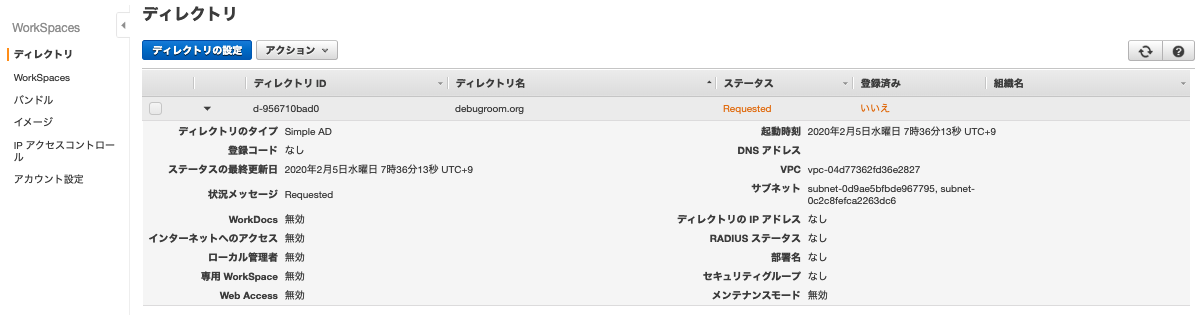 WorkSpaces
ディレクトリ
WorkSpaces
バンドル
イメージ
IP アクセスコントロー
ル
アカウント設定
ディレクトリ
ディレクトリの設定 アクション
ディレクトリ ID ディレクトリ名 ステータス 登録済み 組織名
d-956710bad0 debugroom.org Requested いいえ
ディレクトリのタイプ Simple AD 起動時刻 2020年2月5日水曜日 7時36分13秒 UTC+9
登録コード なし DNS アドレス
ステータスの最終更新日 2020年2月5日水曜日 7時36分13秒 UTC+9 VPC vpc-04d77362fd36e2827
状況メッセージ Requested サブネット subnet-0d9ae5bfbde967795, subnet-
0c2c8fefca2263dc6
WorkDocs 無効 ディレクトリの IP アドレス なし
インターネットへのアクセス 無効 RADIUS ステータス なし
ローカル管理者 無効 部署名 なし
専用 WorkSpace 無効 セキュリティグループ なし
Web Access 無効 メンテナンスモード 無効